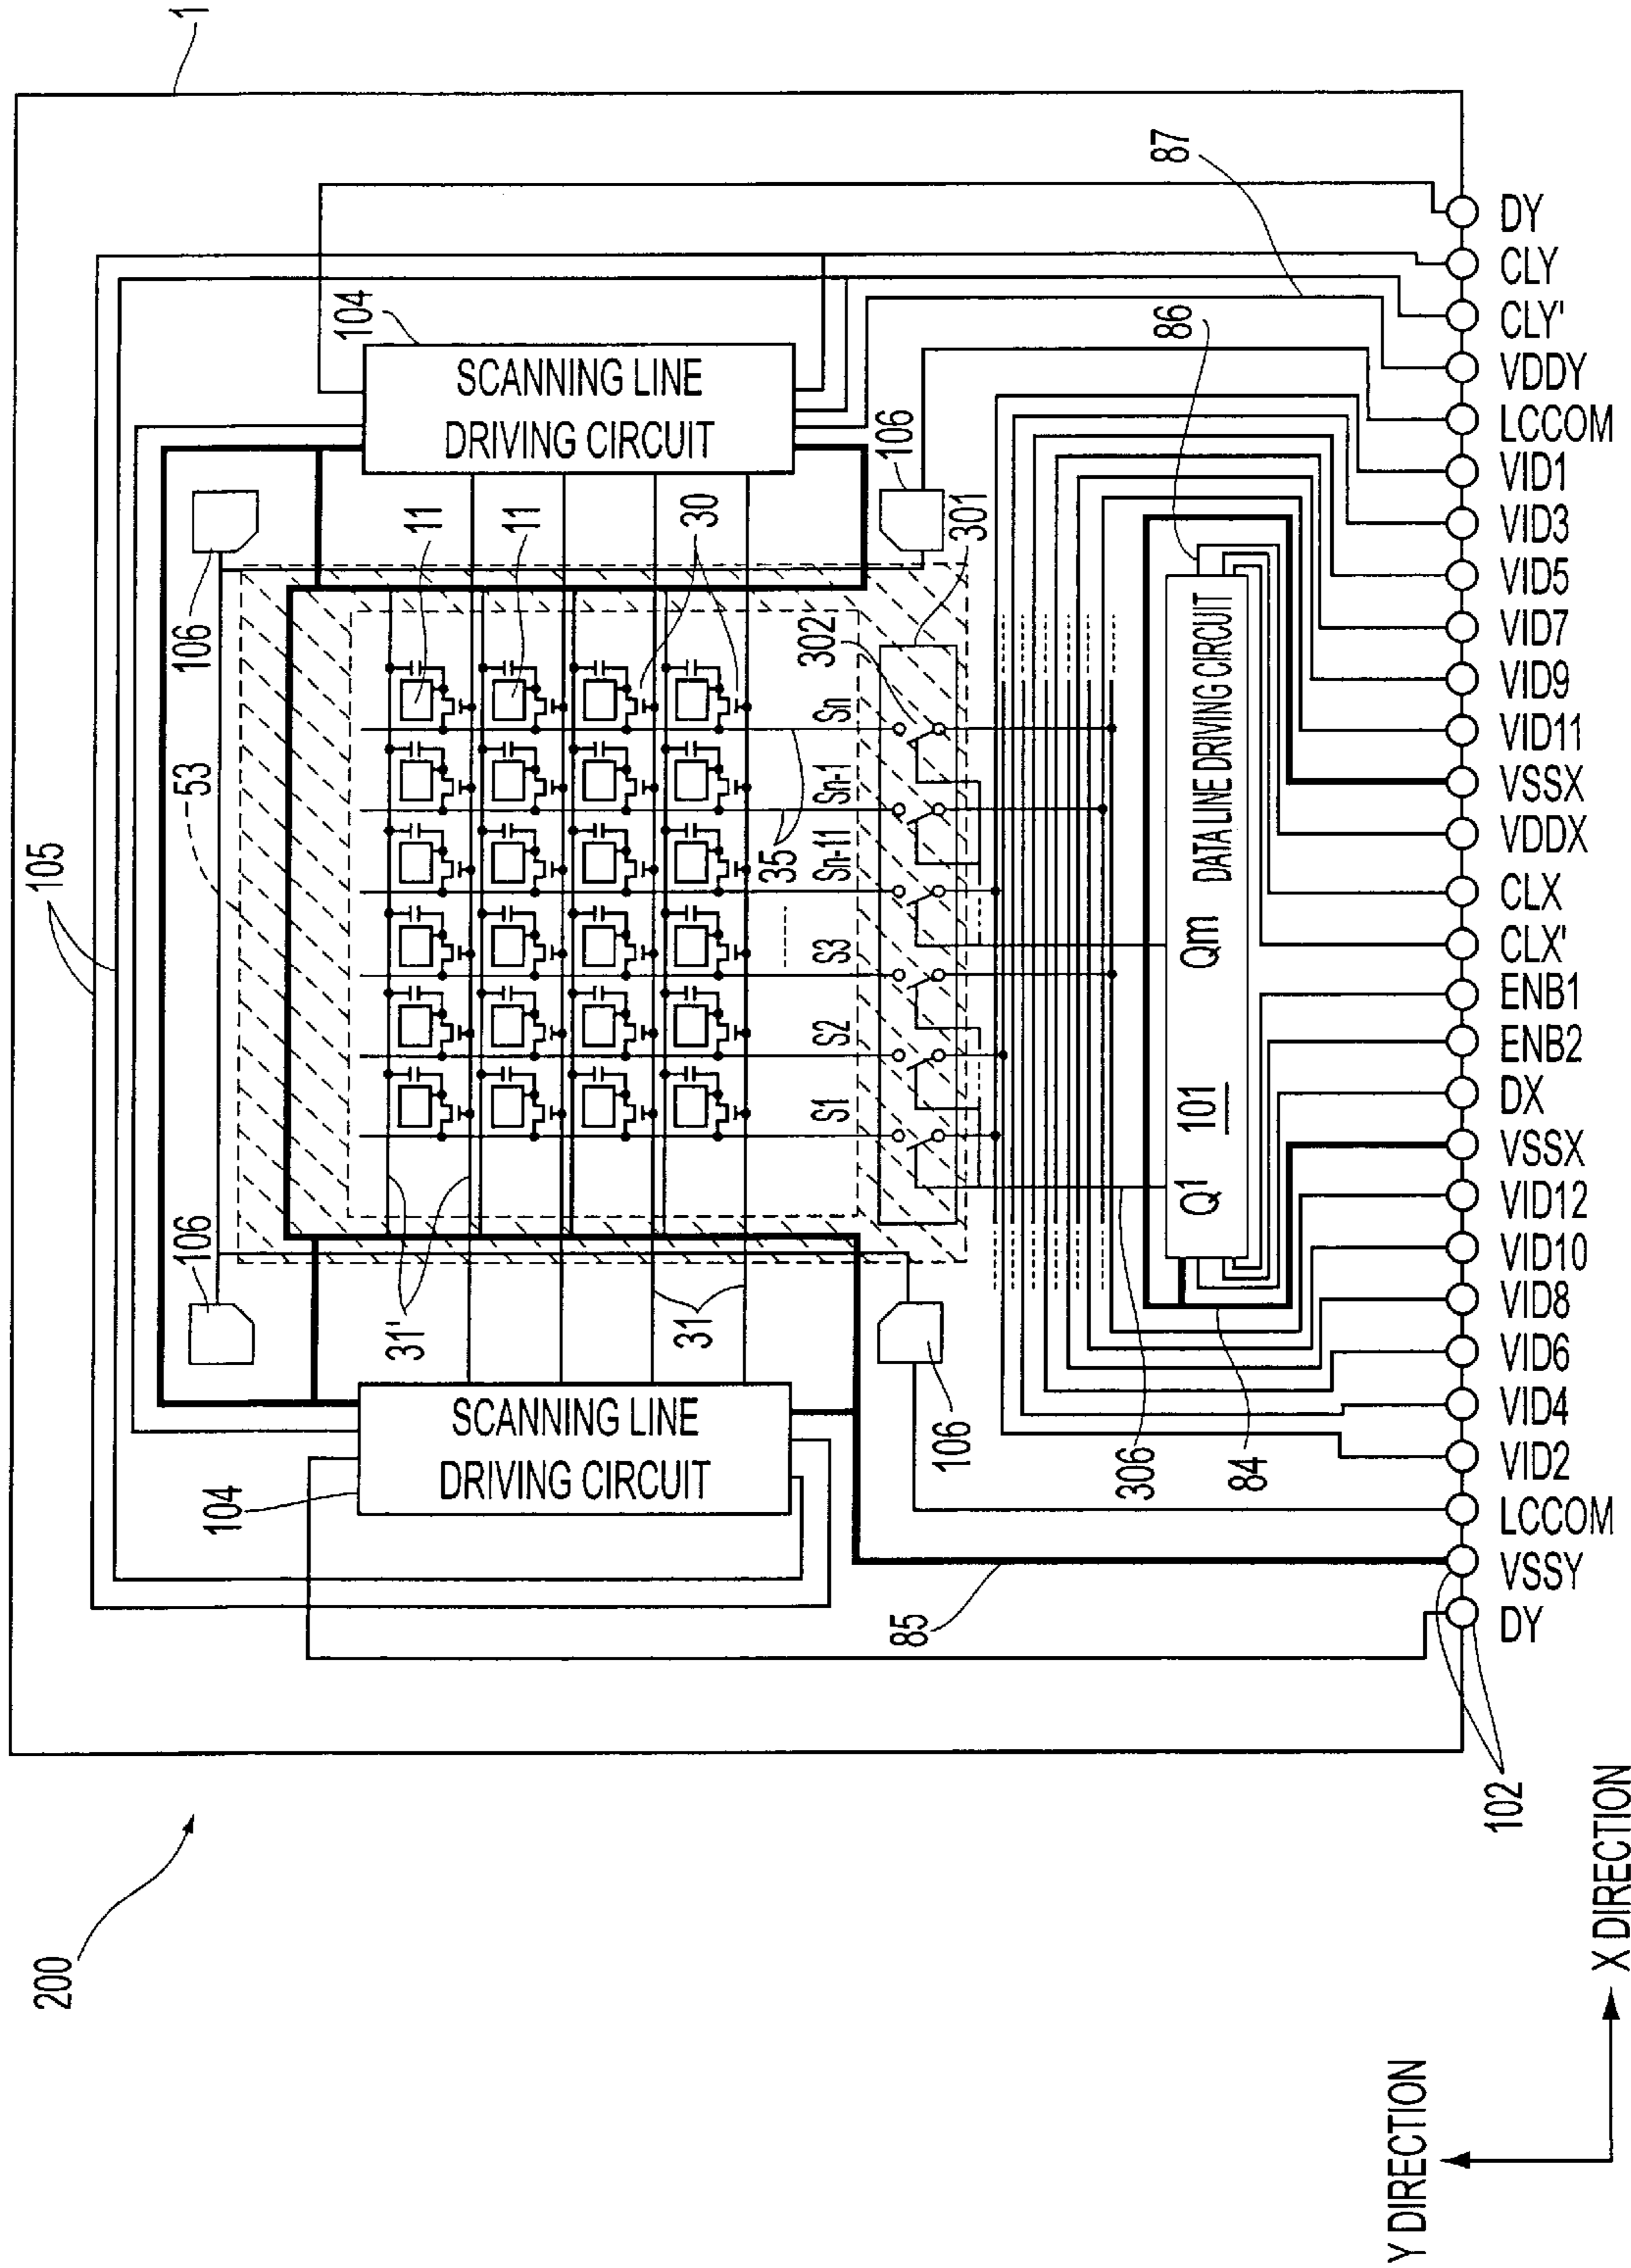 200
1
105
53
106
106
104
SCANNING LINE
DRIVING CIRCUIT
104
SCANNING LINE
DRIVING CIRCUIT
11
11
30
31'
31
35
S1
S2
S3
Sn-11
Sn-1
Sn
302
301
106
106
87
86
85
306
84
Q1
101
Qm
DATA LINE DRIVING CIRCUIT
102
DY
VSSY
LCCOM
VID2
VID4
VID6
VID8
VID10
VID12
VSSX
DX
ENB2
ENB1
CLX'
CLX
VDDX
VSSX
VID11
VID9
VID7
VID5
VID3
VID1
LCCOM
VDDY
CLY'
CLY
DY
Y DIRECTION
X DIRECTION